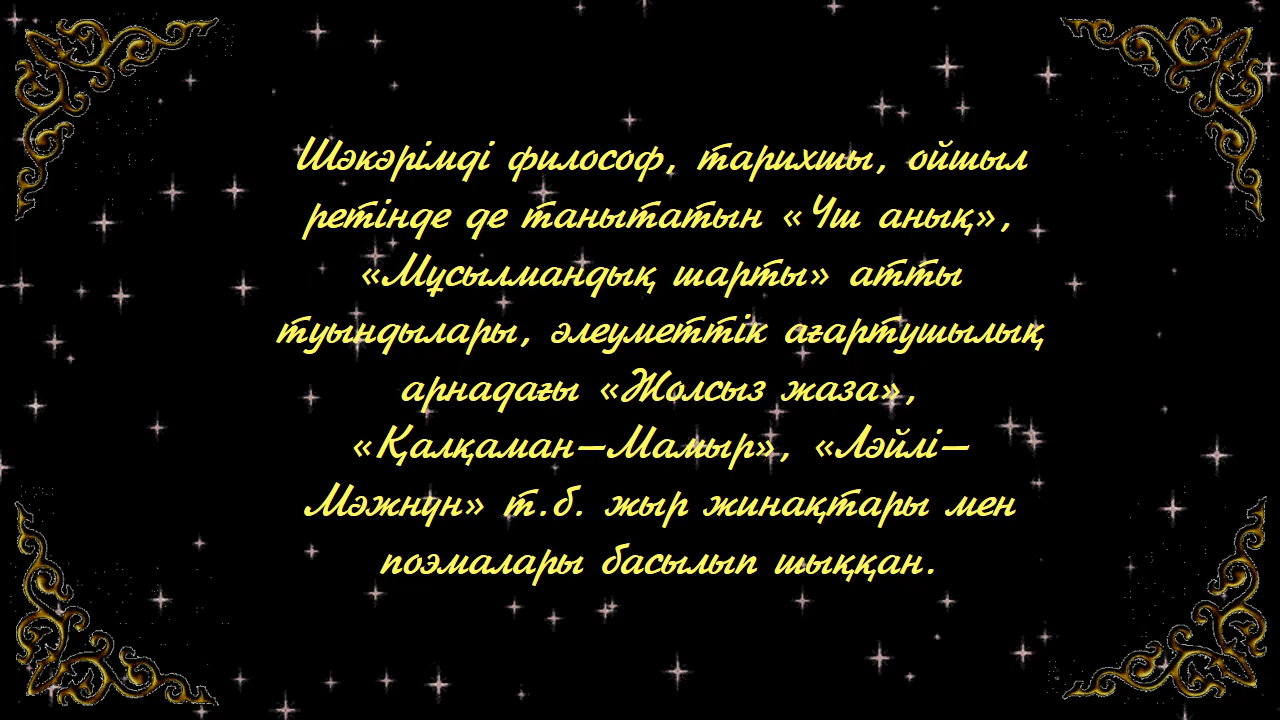 Шәкәрімді философ, тарихшы, ойшыл
ретінде де танытатын «Үш анық»,
«Мұсылмандық шарты» атты
туындылары, әлеуметтік ағартушылық
арнадағы «Жолсыз жаза»,
«Қалқаман–Мамыр», «Ләйлі–
Мәжнүн» т.б. жыр жинақтары мен
поэмалары басылып шыққан.